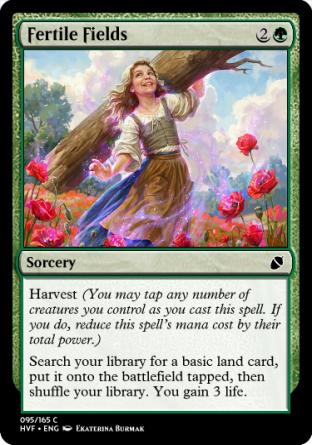 Fertile Fields 2
Sorcery
Harvest (You may tap any number of
creatures you control as you cast this spell. If
you do, reduce this spell's mana cost by their
total power.)
Search your library for a basic land card,
put it onto the battlefield tapped, then
shuffle your library. You gain 3 life.
095/165 C
HVF • ENG Ekaterina Burmak